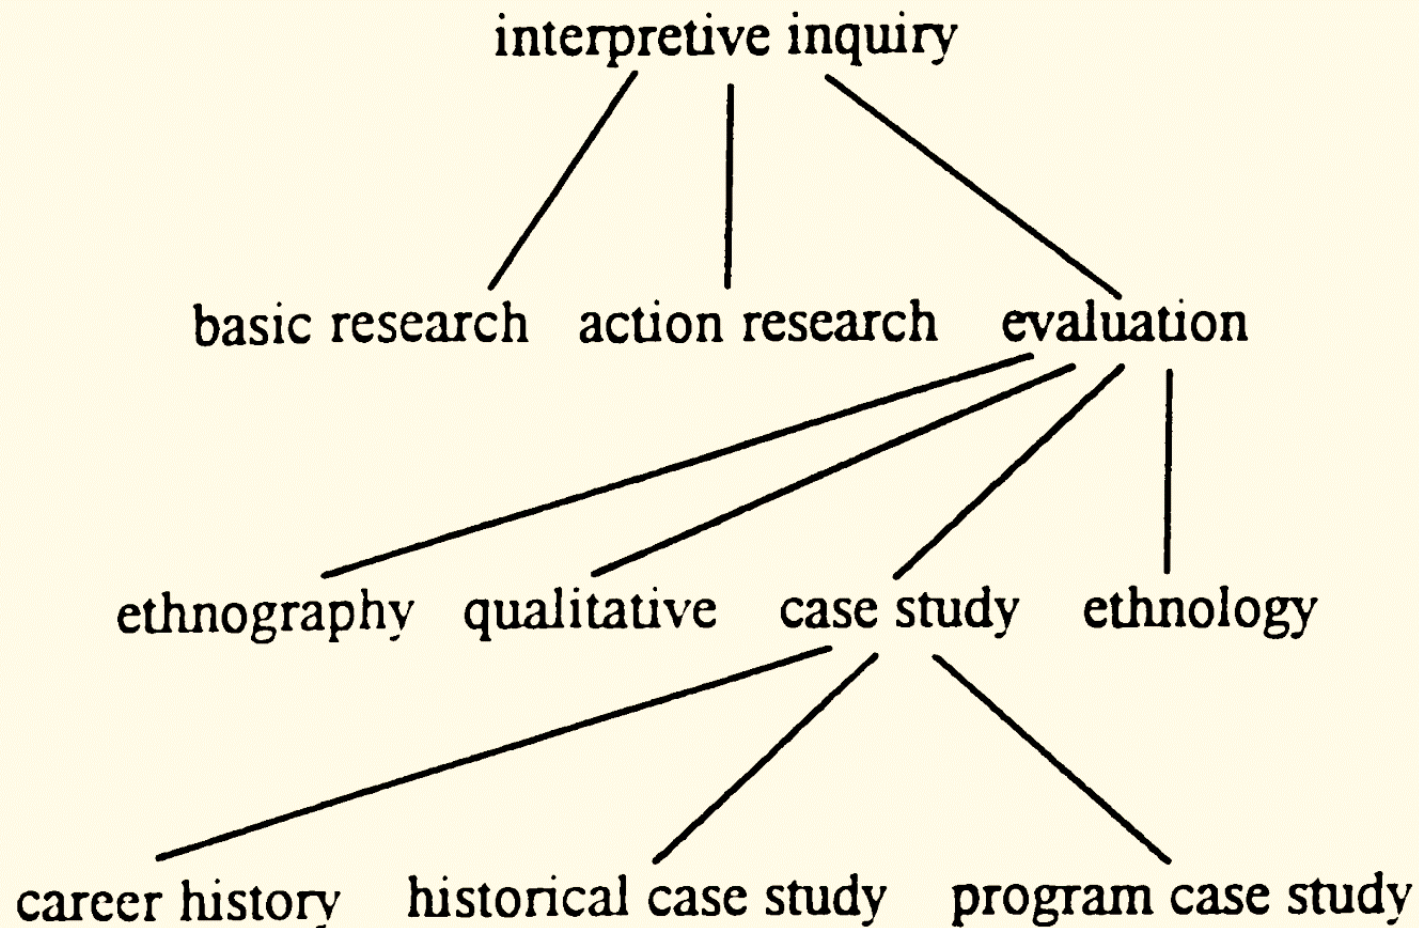 interpretive inquiry
basic research action research evaluation
ethnography qualitative case study ethnology
career history historical case study program case study